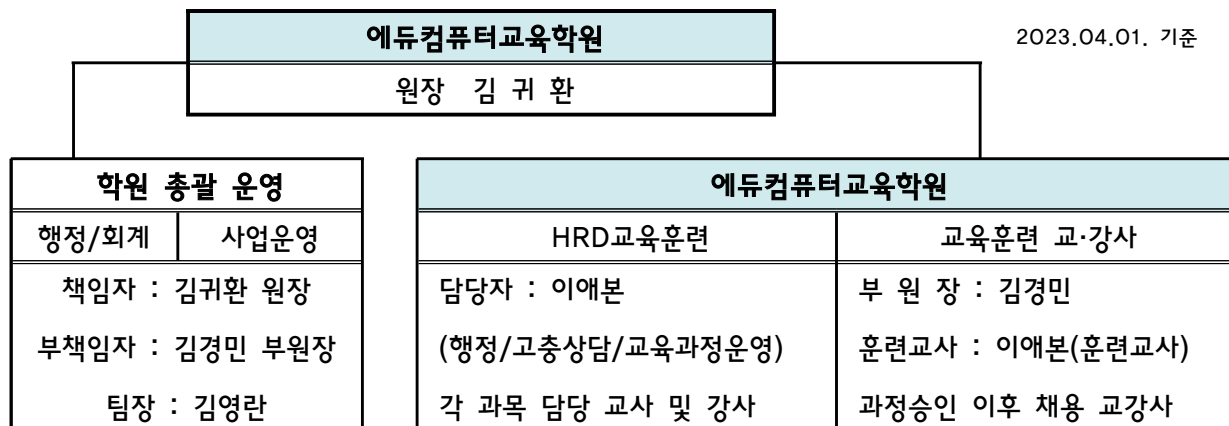 에듀컴퓨터교육학원
2023.04.01. 기준
원장 김 귀 환
학원 총괄 운영
행정/회계 사업운영
책임자 : 김귀환 원장
부책임자 : 김경민 부원장
팀장 : 김영란
에듀컴퓨터교육학원
HRD교육훈련 교육훈련 교·강사
담당자 : 이애본 부 원 장 : 김경민
(행정/고충상담/교육과정운영) 훈련교사 : 이애본(훈련교사)
각 과목 담당 교사 및 강사 과정승인 이후 채용 교강사